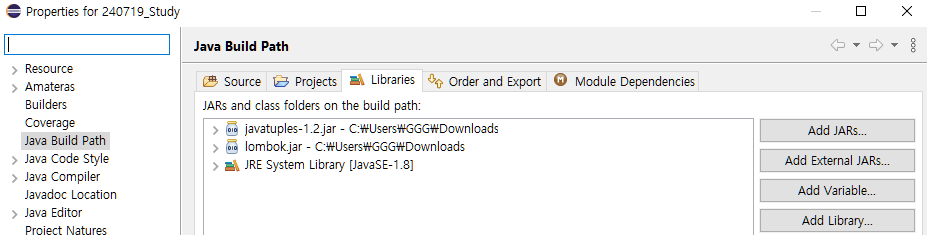 Properties for 240719_Study
Resource
Amateras
Builders
Coverage
Java Build Path
Java Code Style
Java Compiler
Javadoc Location
Java Editor
Project Natures
Java Build Path
Source
Projects
Libraries
Order and Export
Module Dependencies
JARs and class folders on the build path:
javatuples-1.2.jar - C:₩Users₩GGG₩Downloads
lombok.jar - C:₩Users₩GGG₩Downloads
JRE System Library [JavaSE-1.8]
Add JARs...
Add External JARs...
Add Variable...
Add Library...